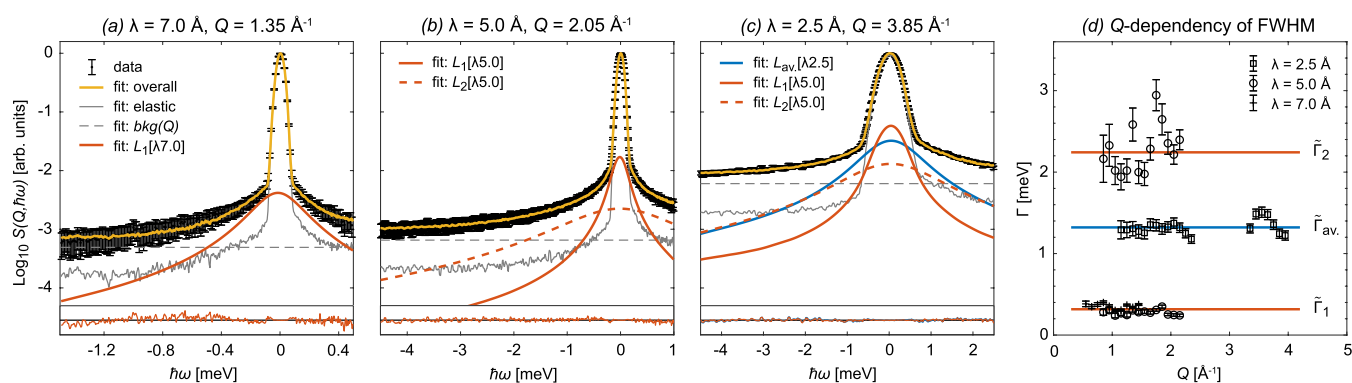 (a) λ = 7.0 Å, Q = 1.35 Å⁻¹
Log₁₀ S(Q,ħω) [arb. units]
0
-1
-2
-3
-4
data
fit: overall
fit: elastic
fit: bkg(Q)
fit: L₁[λ7.0]
-1.2
-0.8
-0.4
0
0.4
ħω [meV]
(b) λ = 5.0 Å, Q = 2.05 Å⁻¹
fit: L₁[λ5.0]
fit: L₂[λ5.0]
-4
-3
-2
-1
0
1
ħω [meV]
(c) λ = 2.5 Å, Q = 3.85 Å⁻¹
fit: Lav.[λ2.5]
fit: L₁[λ5.0]
fit: L₂[λ5.0]
-4
-3
-2
-1
0
1
2
ħω [meV]
(d) Q-dependency of FWHM
Γ [meV]
3
2
1
0
λ = 2.5 Å
λ = 5.0 Å
λ = 7.0 Å
Γ̃₂
Γ̃av.
Γ̃₁
0
1
2
3
4
5
Q [Å⁻¹]